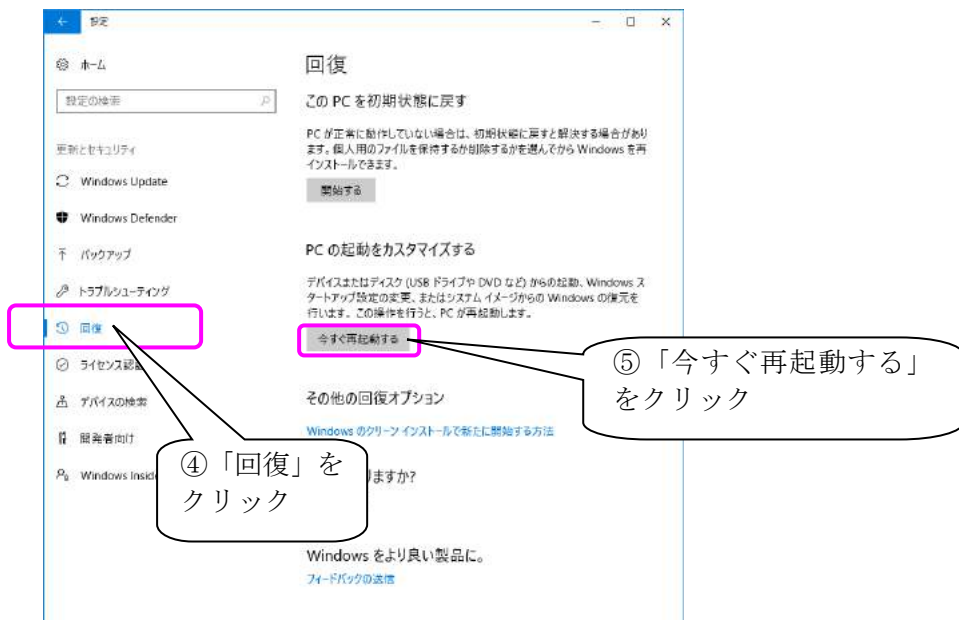 設定
ホーム
設定の検索
更新とセキュリティ
Windows Update
Windows Defender
バックアップ
トラブルシューティング
回復
ライセンス認
デバイスの検索
開発者向け
Windows Insid
回復
この PC を初期状態に戻す
PC が正常に動作していない場合は、初期状態に戻すと解決する場合があり
ます。個人用のファイルを保持するか削除するかを選んでから Windows を再
インストールできます。
開始する
PC の起動をカスタマイズする
デバイスまたはディスク (USB ドライブや DVD など) からの起動、Windows ス
タートアップ設定の変更、またはシステム イメージからの Windows の復元を
行います。この操作を行うと、PC が再起動します。
今すぐ再起動する
その他の回復オプション
Windows のクリーン インストールで新たに開始する方法
ますか?
Windows をより良い製品に。
フィードバックの送信
④「回復」を
クリック
⑤「今すぐ再起動する」
をクリック